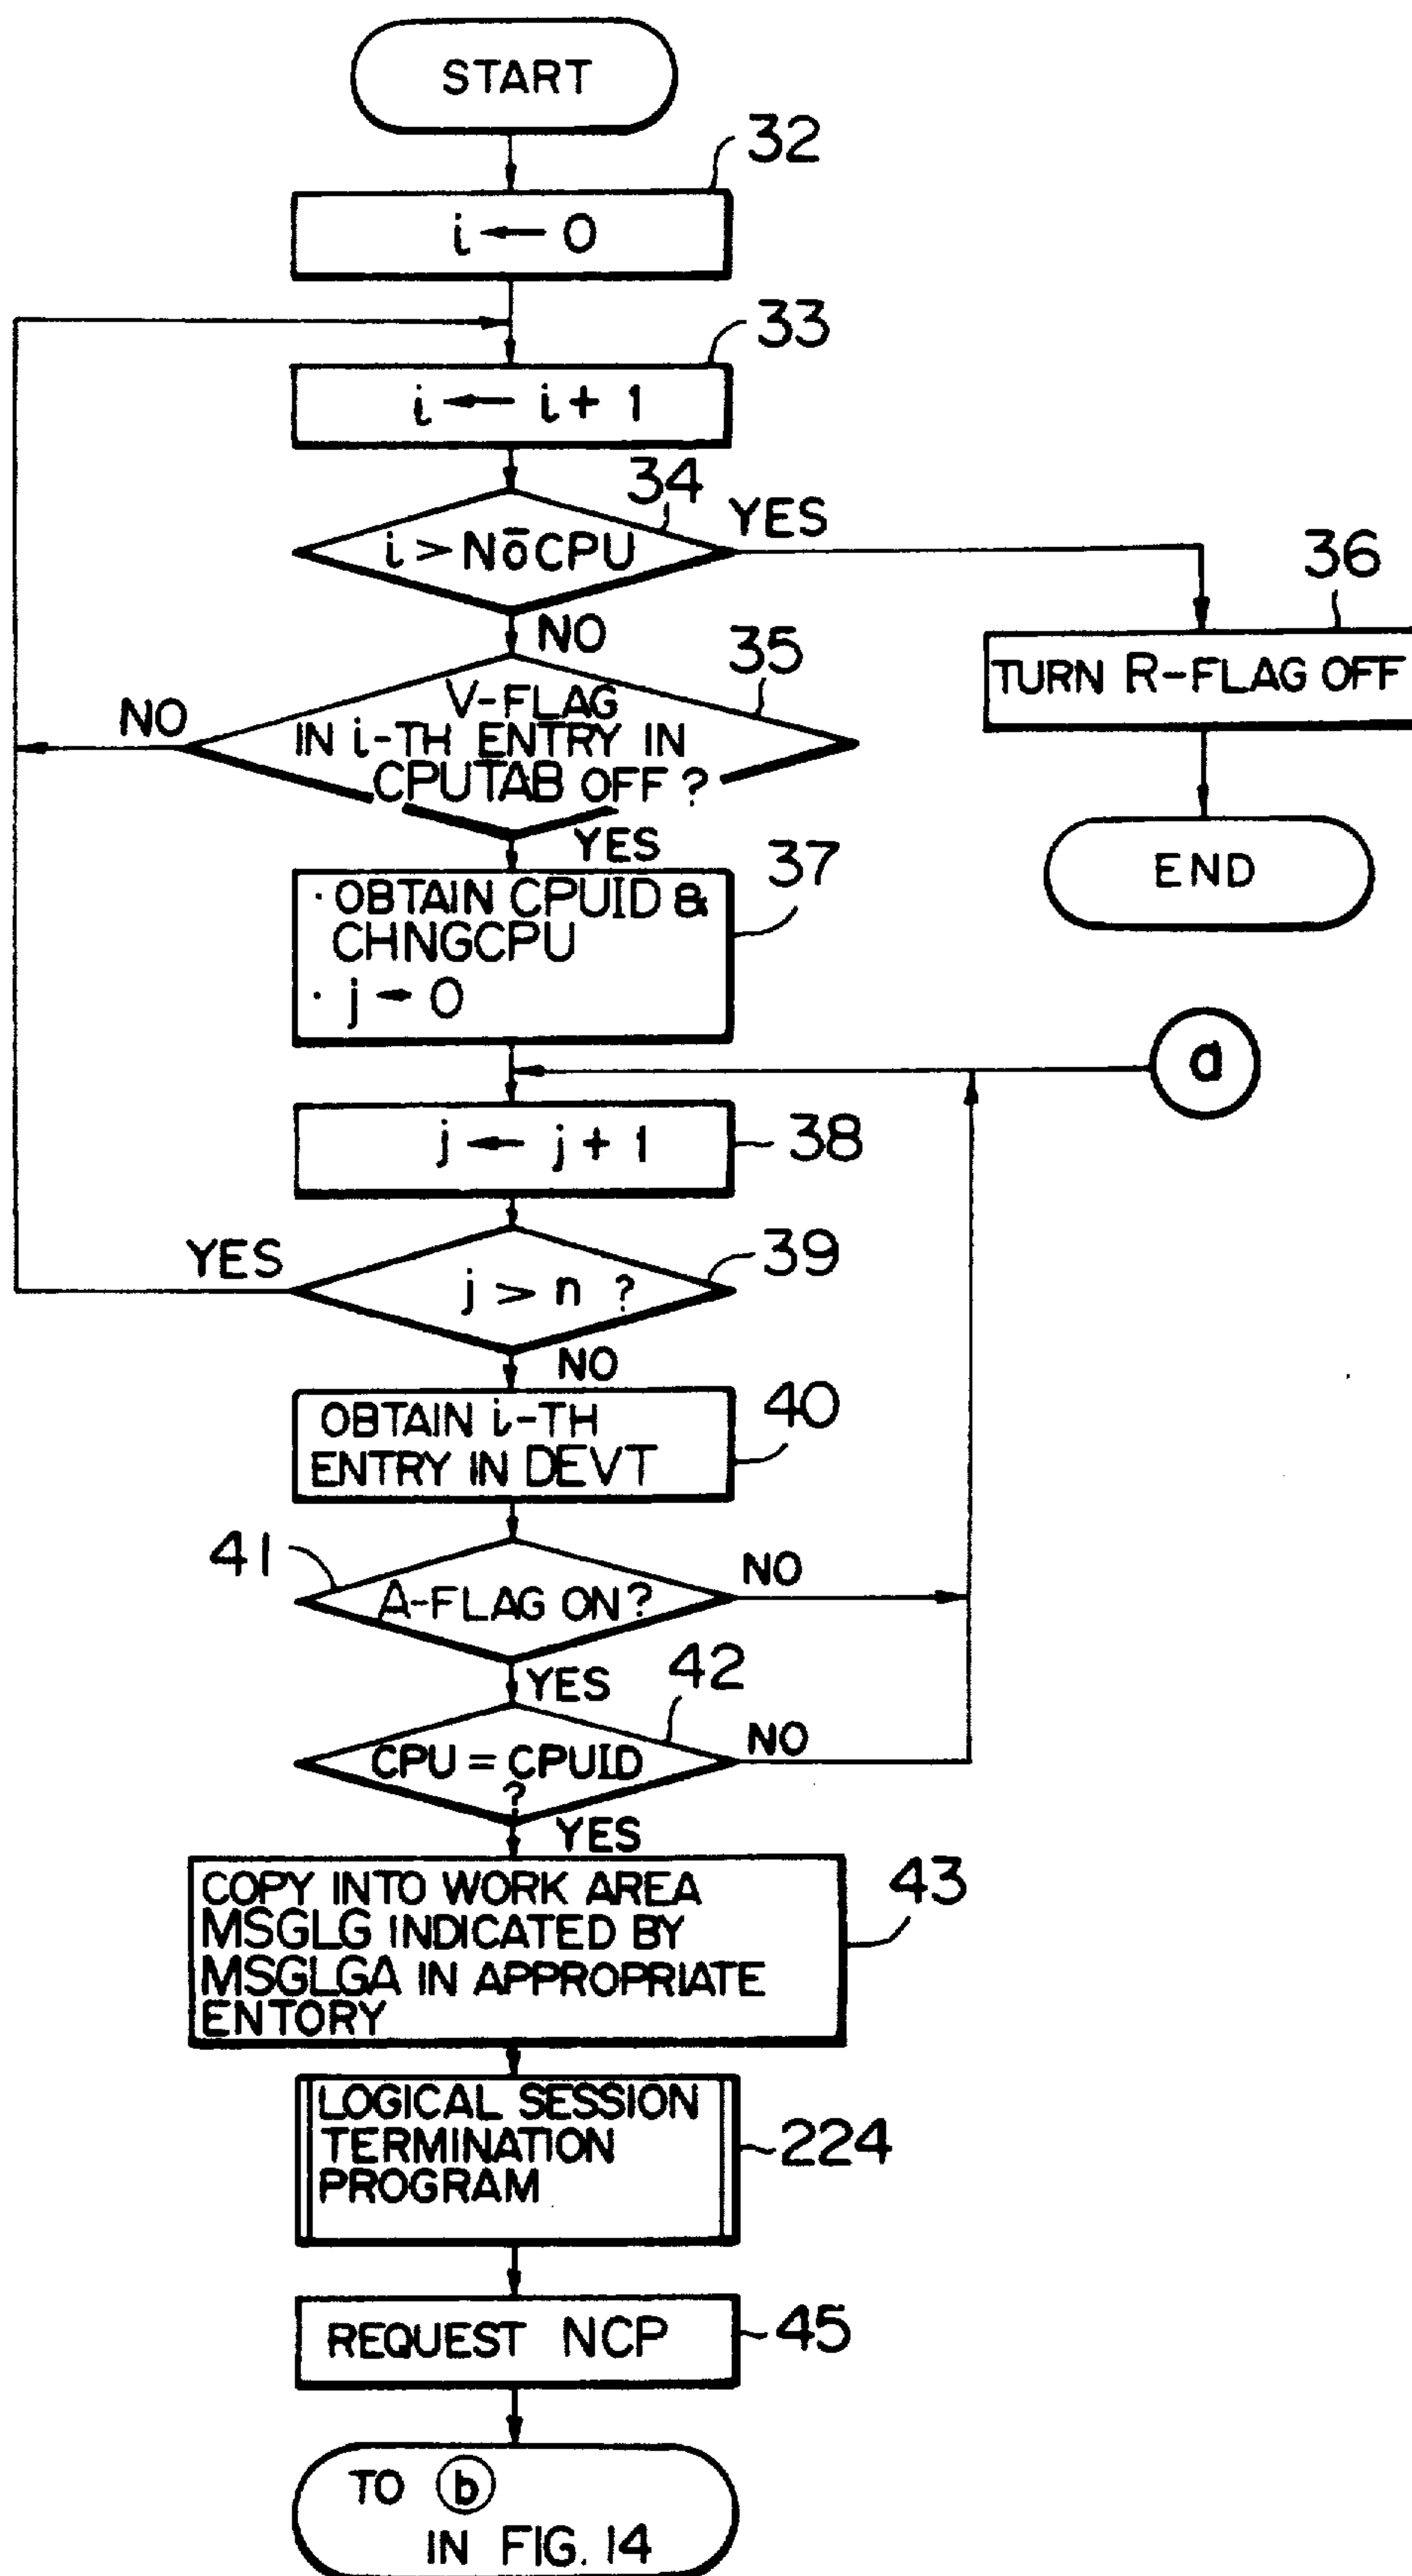 START
32
i ← 0
33
i ← i + 1
34
i > NōCPU
YES
NO
36
TURN R-FLAG OFF
END
35
V-FLAG
IN i-TH ENTRY IN
CPUTAB OFF ?
NO
YES
37
· OBTAIN CPUID &
CHNGCPU
· j ← 0
a
38
j ← j + 1
39
j > n ?
YES
NO
40
OBTAIN i-TH
ENTRY IN DEVT
41
A-FLAG ON?
NO
YES
42
CPU = CPUID
?
NO
YES
43
COPY INTO WORK AREA
MSGLG INDICATED BY
MSGLGA IN APPROPRIATE
ENTORY
LOGICAL SESSION
TERMINATION
PROGRAM
224
REQUEST NCP
45
TO b
IN FIG. 14